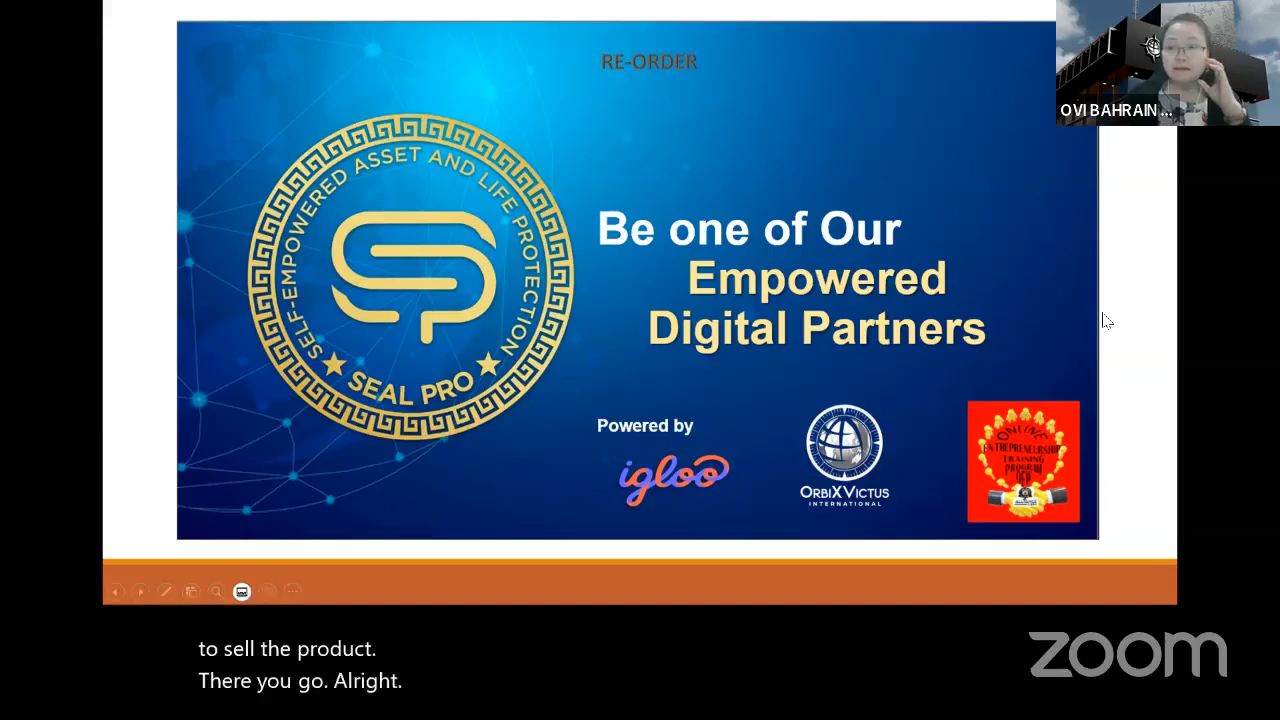 RE-ORDER
OVI BAHRAIN ...
SELF-EMPOWERED ASSET AND LIFE PROTECTION
SEAL PRO
Be one of Our
Empowered
Digital Partners
Powered by
igloo
ORBIXVICTUS
INTERNATIONAL
ONLINE
ENTREPRENEURSHIP
TRAINING
PROGRAM
to sell the product.
There you go. Alright.
zoom